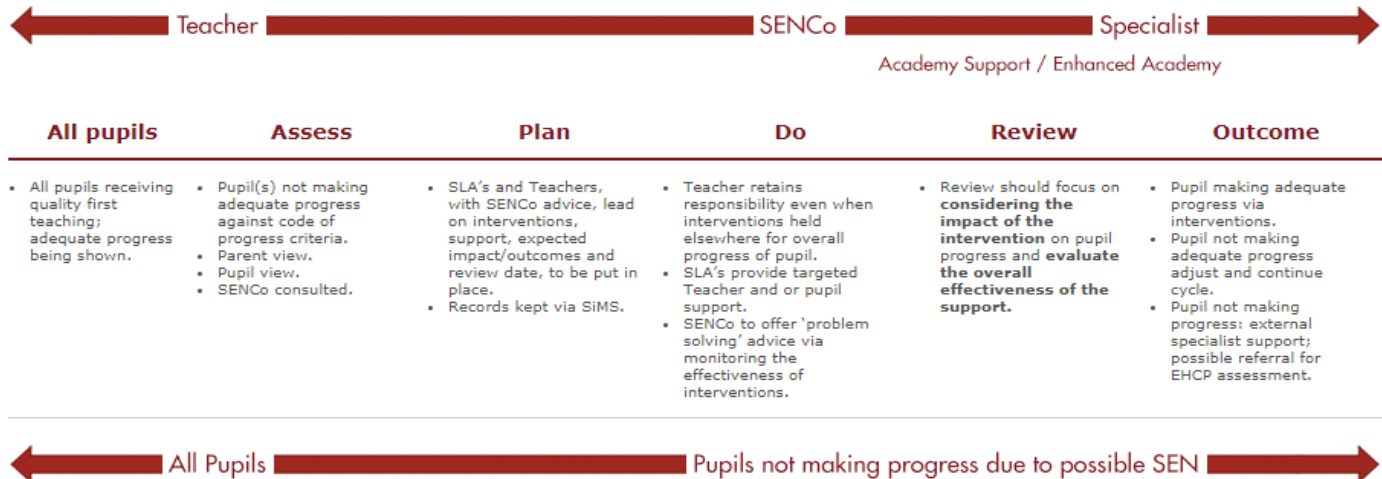 Teacher SENCo Specialist
Academy Support / Enhanced Academy
All pupils Assess Plan Do Review Outcome
• All pupils receiving
quality first
teaching;
adequate progress
being shown.
• Pupil(s) not making
adequate progress
against code of
progress criteria.
• Parent view.
• Pupil view.
• SENCo consulted.
• SLA's and Teachers,
with SENCo advice, lead
on interventions,
support, expected
impact/outcomes and
review date, to be put in
place.
• Records kept via SiMS.
• Teacher retains
responsibility even when
interventions held
elsewhere for overall
progress of pupil.
• SLA's provide targeted
Teacher and or pupil
support.
• SENCo to offer 'problem
solving' advice via
monitoring the
effectiveness of
interventions.
• Review should focus on
considering the
impact of the
intervention on pupil
progress and evaluate
the overall
effectiveness of the
support.
• Pupil making adequate
progress via
interventions.
• Pupil not making
adequate progress
adjust and continue
cycle.
• Pupil not making
progress: external
specialist support;
possible referral for
EHCP assessment.
All Pupils Pupils not making progress due to possible SEN